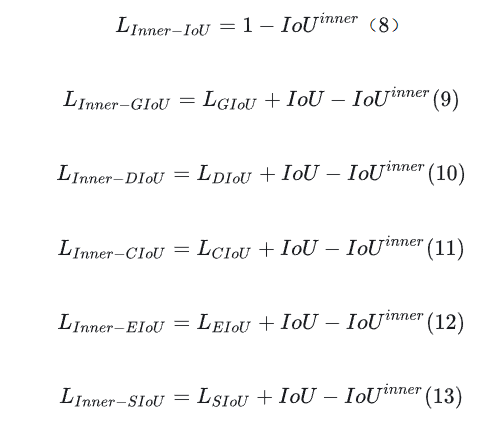 L_{Inner-IoU} = 1 - IoU^{inner}（8）
L_{Inner-GIoU} = L_{GIoU} + IoU - IoU^{inner}(9)
L_{Inner-DIoU} = L_{DIoU} + IoU - IoU^{inner}(10)
L_{Inner-CIoU} = L_{CIoU} + IoU - IoU^{inner}(11)
L_{Inner-EIoU} = L_{EIoU} + IoU - IoU^{inner}(12)
L_{Inner-SIoU} = L_{SIoU} + IoU - IoU^{inner}(13)